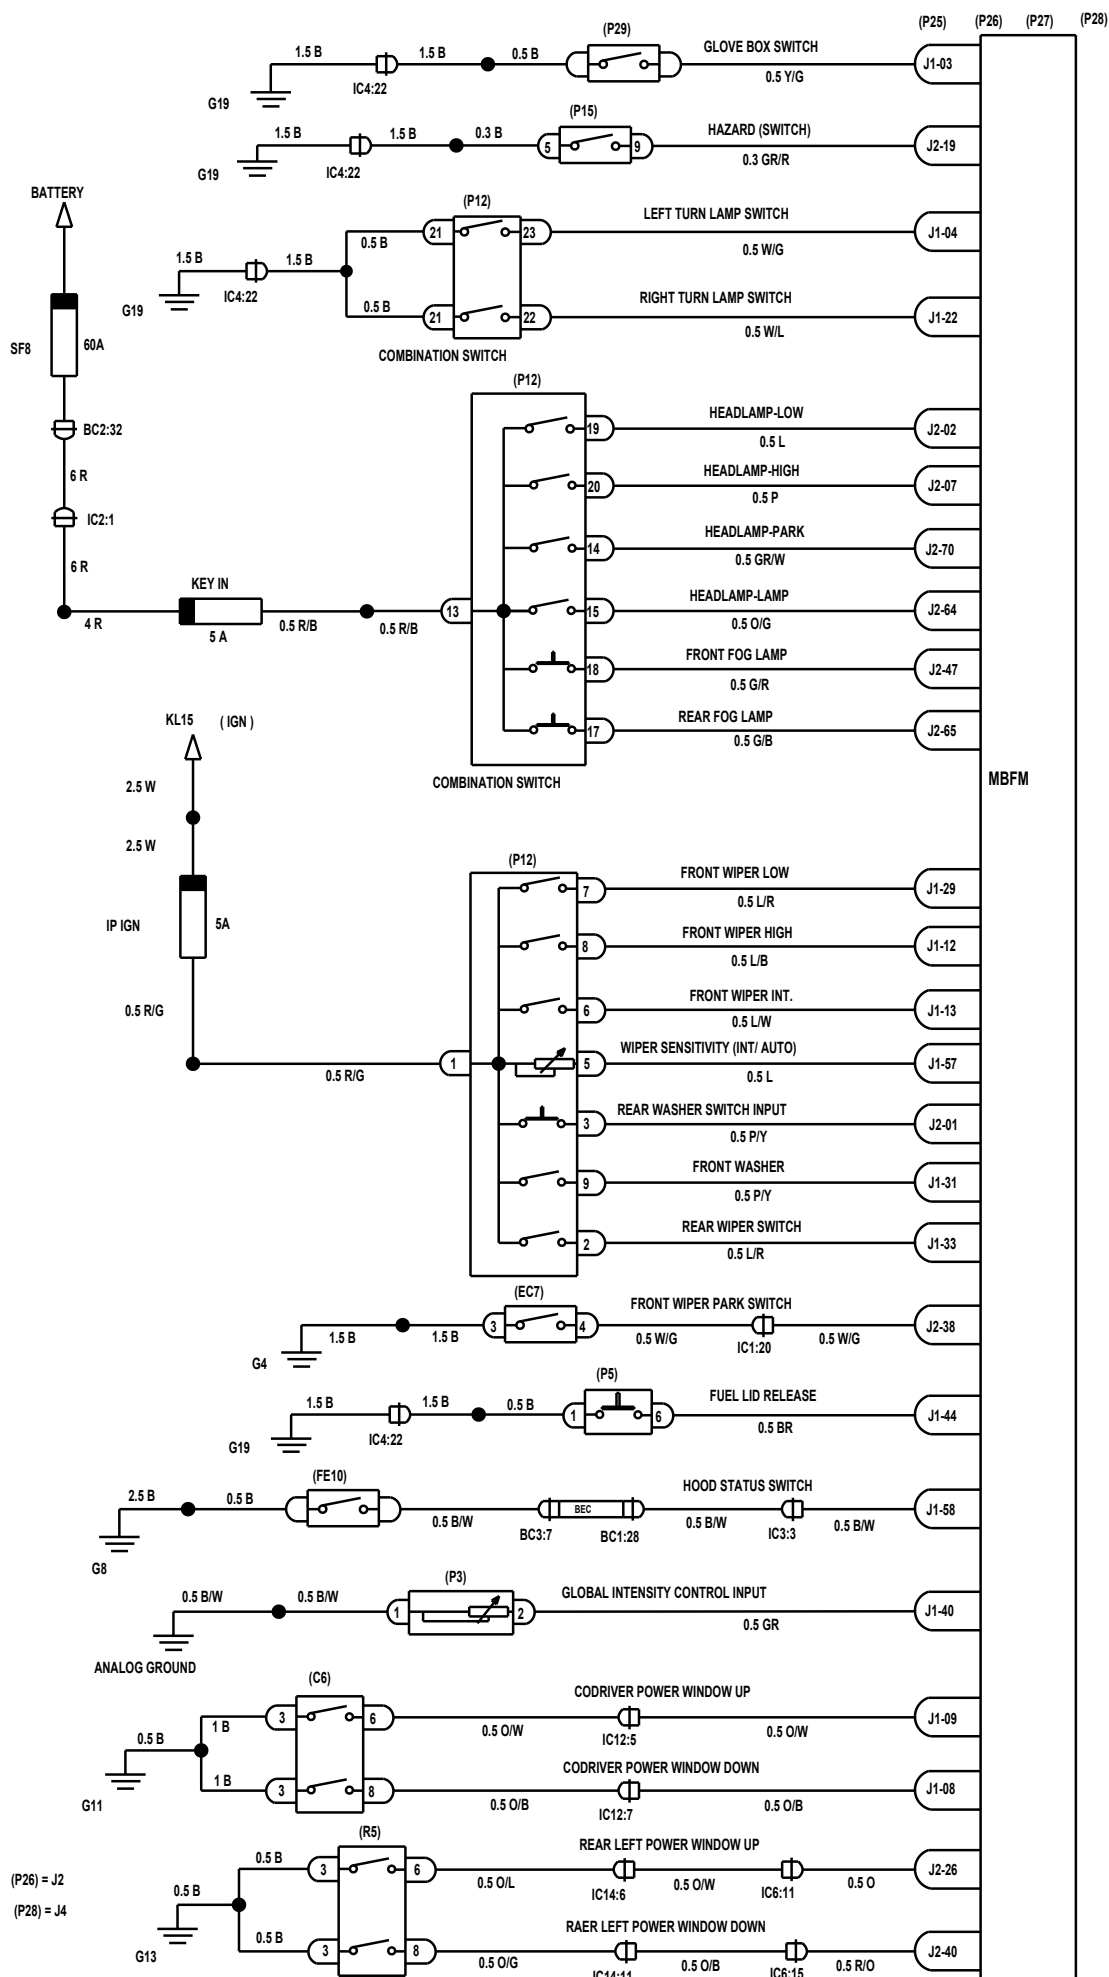 (P25) (P26) (P27) (P28)
(P29) GLOVE BOX SWITCH
1.5 B 1.5 B 0.5 B J1-03
IC4:22 0.5 Y/G
G19
(P15) HAZARD (SWITCH)
1.5 B 1.5 B 0.3 B 5 9 J2-19
IC4:22 0.3 GR/R
G19
BATTERY
(P12) LEFT TURN LAMP SWITCH
21 23 J1-04
0.5 B 0.5 W/G
1.5 B 1.5 B
IC4:22
G19
RIGHT TURN LAMP SWITCH
0.5 B 21 22 J1-22
0.5 W/L
SF8 60A
COMBINATION SWITCH
(P12)
HEADLAMP-LOW
BC2:32 19 J2-02
0.5 L
HEADLAMP-HIGH
6 R 20 J2-07
0.5 P
IC2:1
HEADLAMP-PARK
14 J2-70
0.5 GR/W
6 R
KEY IN HEADLAMP-LAMP
13 15 J2-64
4 R 5 A 0.5 R/B 0.5 R/B 0.5 O/G
FRONT FOG LAMP
18 J2-47
0.5 G/R
KL15 ( IGN ) REAR FOG LAMP
17 J2-65
0.5 G/B
COMBINATION SWITCH
MBFM
2.5 W
2.5 W
(P12) FRONT WIPER LOW
7 J1-29
0.5 L/R
IP IGN 5A
FRONT WIPER HIGH
8 J1-12
0.5 L/B
FRONT WIPER INT.
0.5 R/G 6 J1-13
0.5 L/W
WIPER SENSITIVITY (INT/ AUTO)
1 5 J1-57
0.5 R/G 0.5 L
REAR WASHER SWITCH INPUT
3 J2-01
0.5 P/Y
FRONT WASHER
9 J1-31
0.5 P/Y
REAR WIPER SWITCH
2 J1-33
0.5 L/R
(EC7) FRONT WIPER PARK SWITCH
3 4 J2-38
1.5 B 1.5 B 0.5 W/G IC1:20 0.5 W/G
G4
(P5) FUEL LID RELEASE
1.5 B 1.5 B 0.5 B 1 6 J1-44
IC4:22 0.5 BR
G19
(FE10) HOOD STATUS SWITCH
2.5 B 0.5 B BEC J1-58
0.5 B/W BC3:7 BC1:28 0.5 B/W IC3:3 0.5 B/W
G8
(P3) GLOBAL INTENSITY CONTROL INPUT
0.5 B/W 0.5 B/W 1 2 J1-40
0.5 GR
ANALOG GROUND
(C6) CODRIVER POWER WINDOW UP
1 B 3 6 J1-09
0.5 O/W IC12:5 0.5 O/W
0.5 B
CODRIVER POWER WINDOW DOWN
1 B 3 8 J1-08
0.5 O/B IC12:7 0.5 O/B
G11
(R5) REAR LEFT POWER WINDOW UP
0.5 B 3 6 J2-26
0.5 O/L IC14:6 0.5 O/W IC6:11 0.5 O
(P26) = J2
(P28) = J4
0.5 B
RAER LEFT POWER WINDOW DOWN
0.5 B 3 8 J2-40
G13
0.5 O/G IC14:11 0.5 O/B IC6:15 0.5 R/O